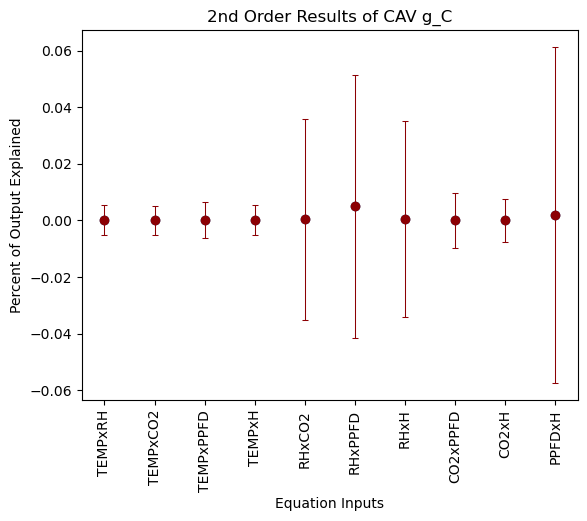 2nd Order Results of CAV g_C
Percent of Output Explained
0.06
0.04
0.02
0.00
−0.02
−0.04
−0.06
TEMPxRH
TEMPxCO2
TEMPxPPFD
TEMPxH
RHxCO2
RHxPPFD
RHxH
CO2xPPFD
CO2xH
PPFDxH
Equation Inputs